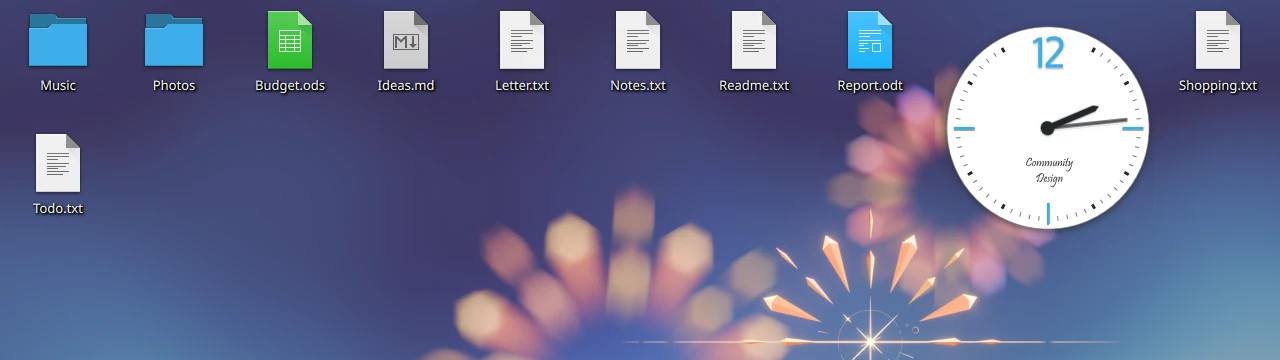 Music
Photos
Budget.ods
Ideas.md
Letter.txt
Notes.txt
Readme.txt
Report.odt
Shopping.txt
Todo.txt
M↓
12
Community
Design